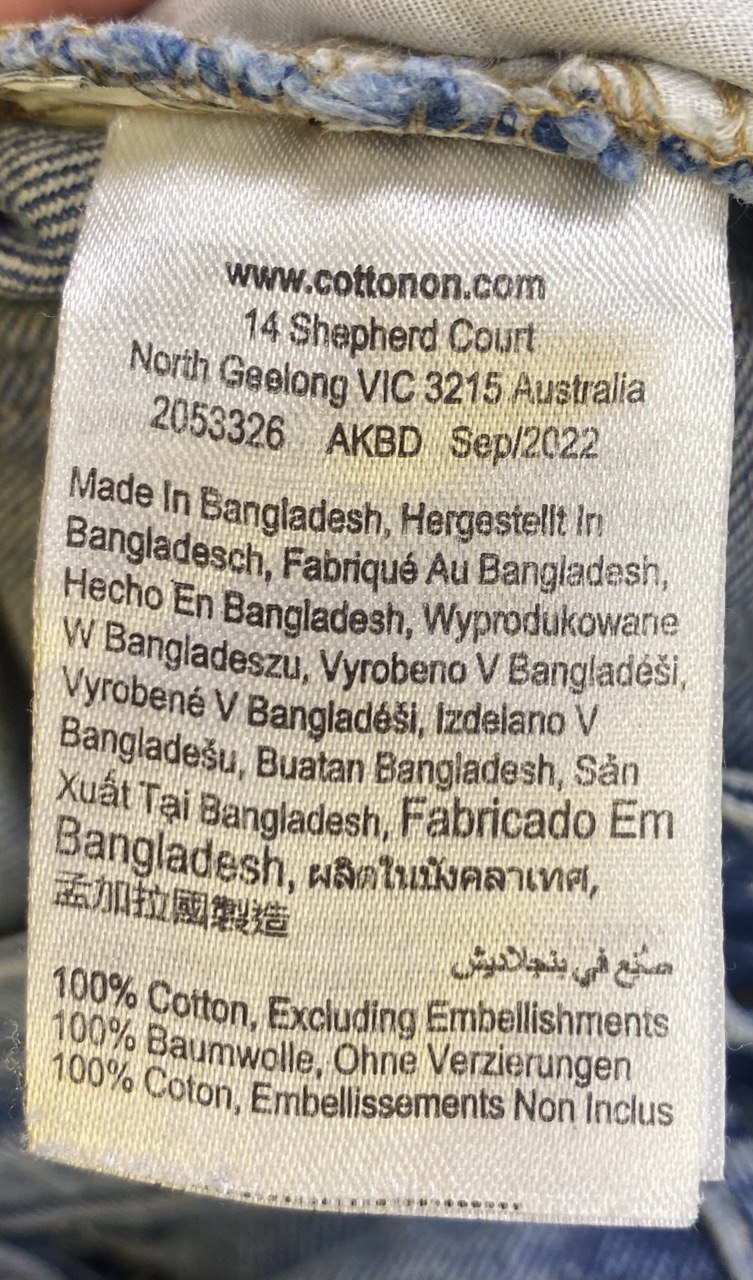 www.cottonon.com
14 Shepherd Court
North Geelong VIC 3215 Australia
2053326 AKBD Sep/2022
Made In Bangladesh, Hergestellt In
Bangladesch, Fabriqué Au Bangladesh,
Hecho En Bangladesh, Wyprodukowane
W Bangladeszu, Vyrobeno V Bangladéši,
Vyrobené V Bangladéši, Izdelano V
Bangladešu, Buatan Bangladesh, Sản
Xuất Tại Bangladesh, Fabricado Em
Bangladesh, ผลิตในบังคลาเทศ,
孟加拉國製造
صُنع في بنجلاديش
100% Cotton, Excluding Embellishments
100% Baumwolle, Ohne Verzierungen
100% Coton, Embellissements Non Inclus